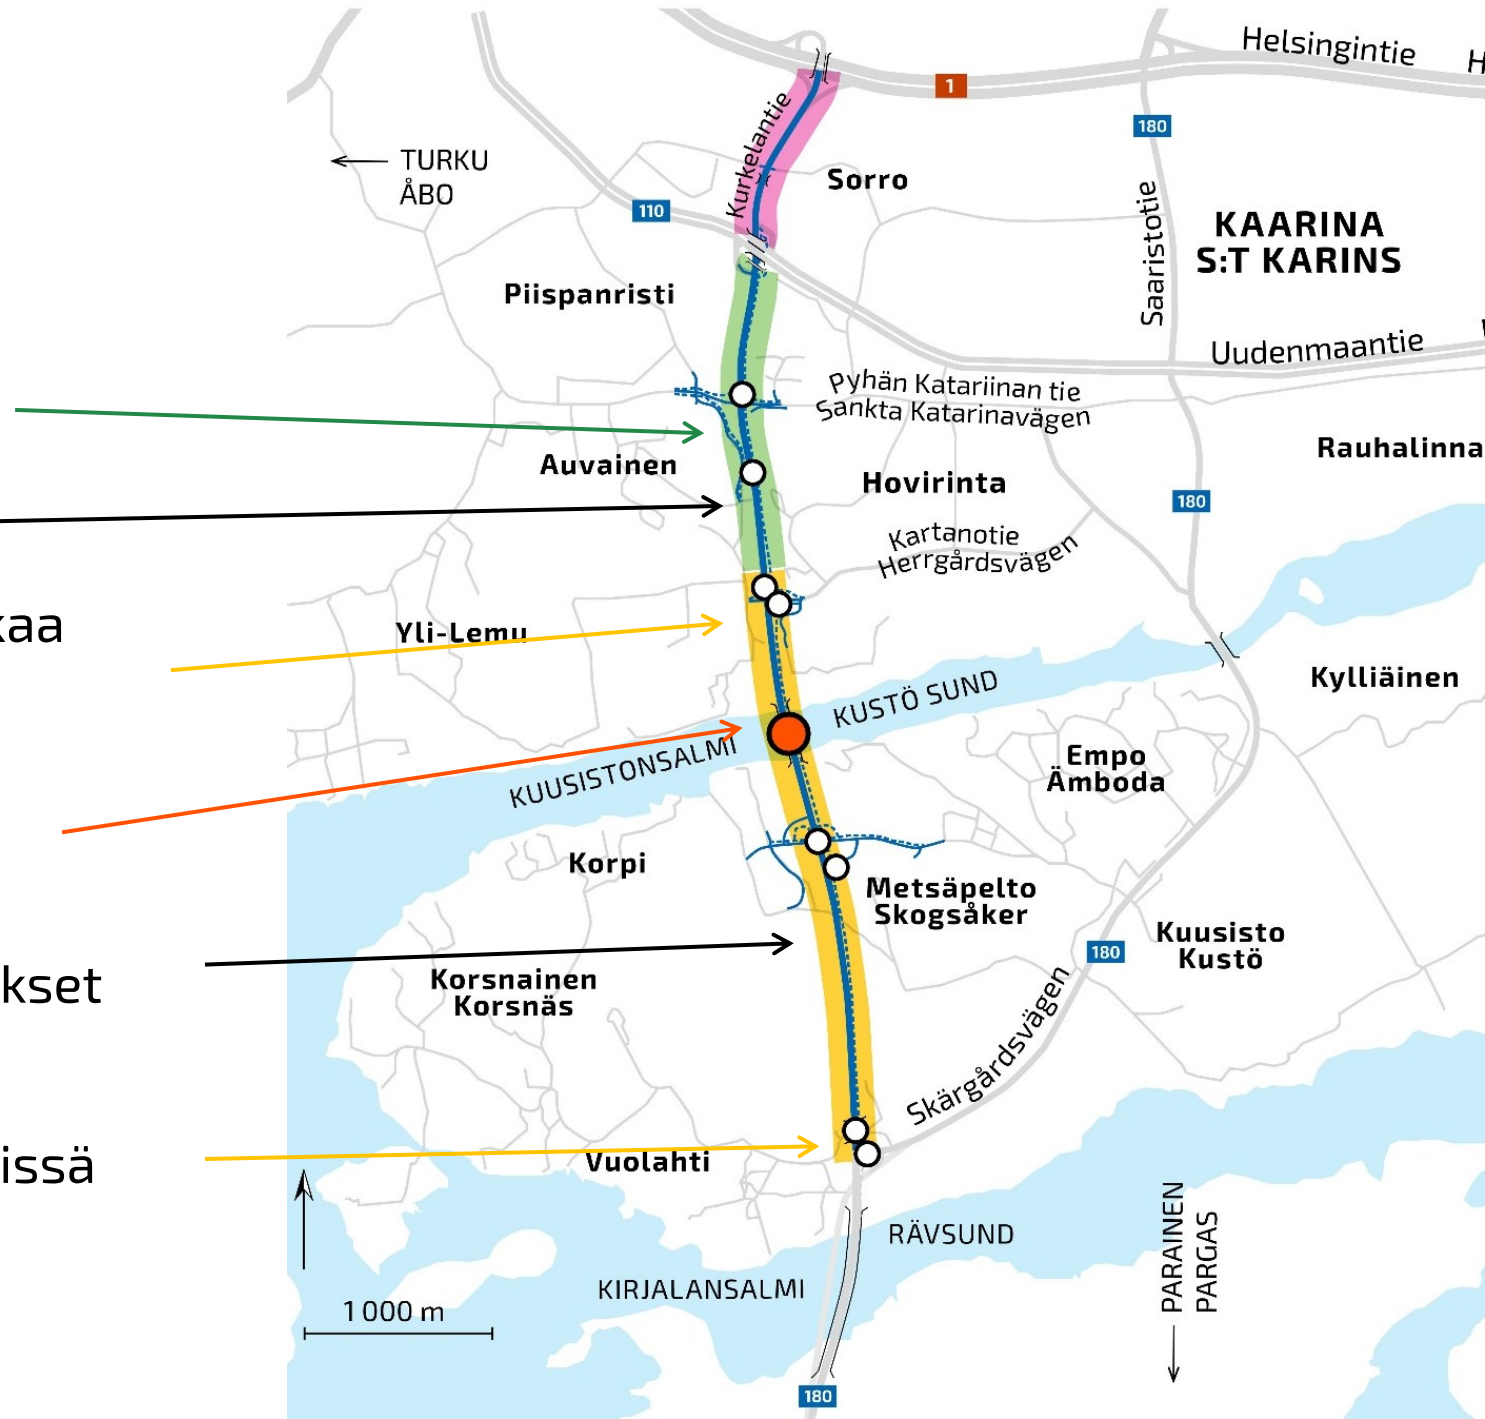 Helsingintie
H
1
180
TURKU
ÅBO
Kurkelantie
Sorro
110
Saaristotie
KAARINA
S:T KARINS
Piispanristi
Uudenmaantie
Pyhän Katariinan tie
Sankta Katarinavägen
Auvainen
Hovirinta
Rauhalinna
180
Kartanotie
Herrgårdsvägen
kaa
Yli-Lemu
Kylliäinen
KUSTÖ SUND
KUUSISTONSALMI
Empo
Ämboda
Korpi
Metsäpelto
Skogsåker
Kuusisto
Kustö
180
kset
Korsnainen
Korsnäs
Skärgårdsvägen
issä
Vuolahti
RÄVSUND
PARAINEN
PARGAS
KIRJALANSALMI
1 000 m
180